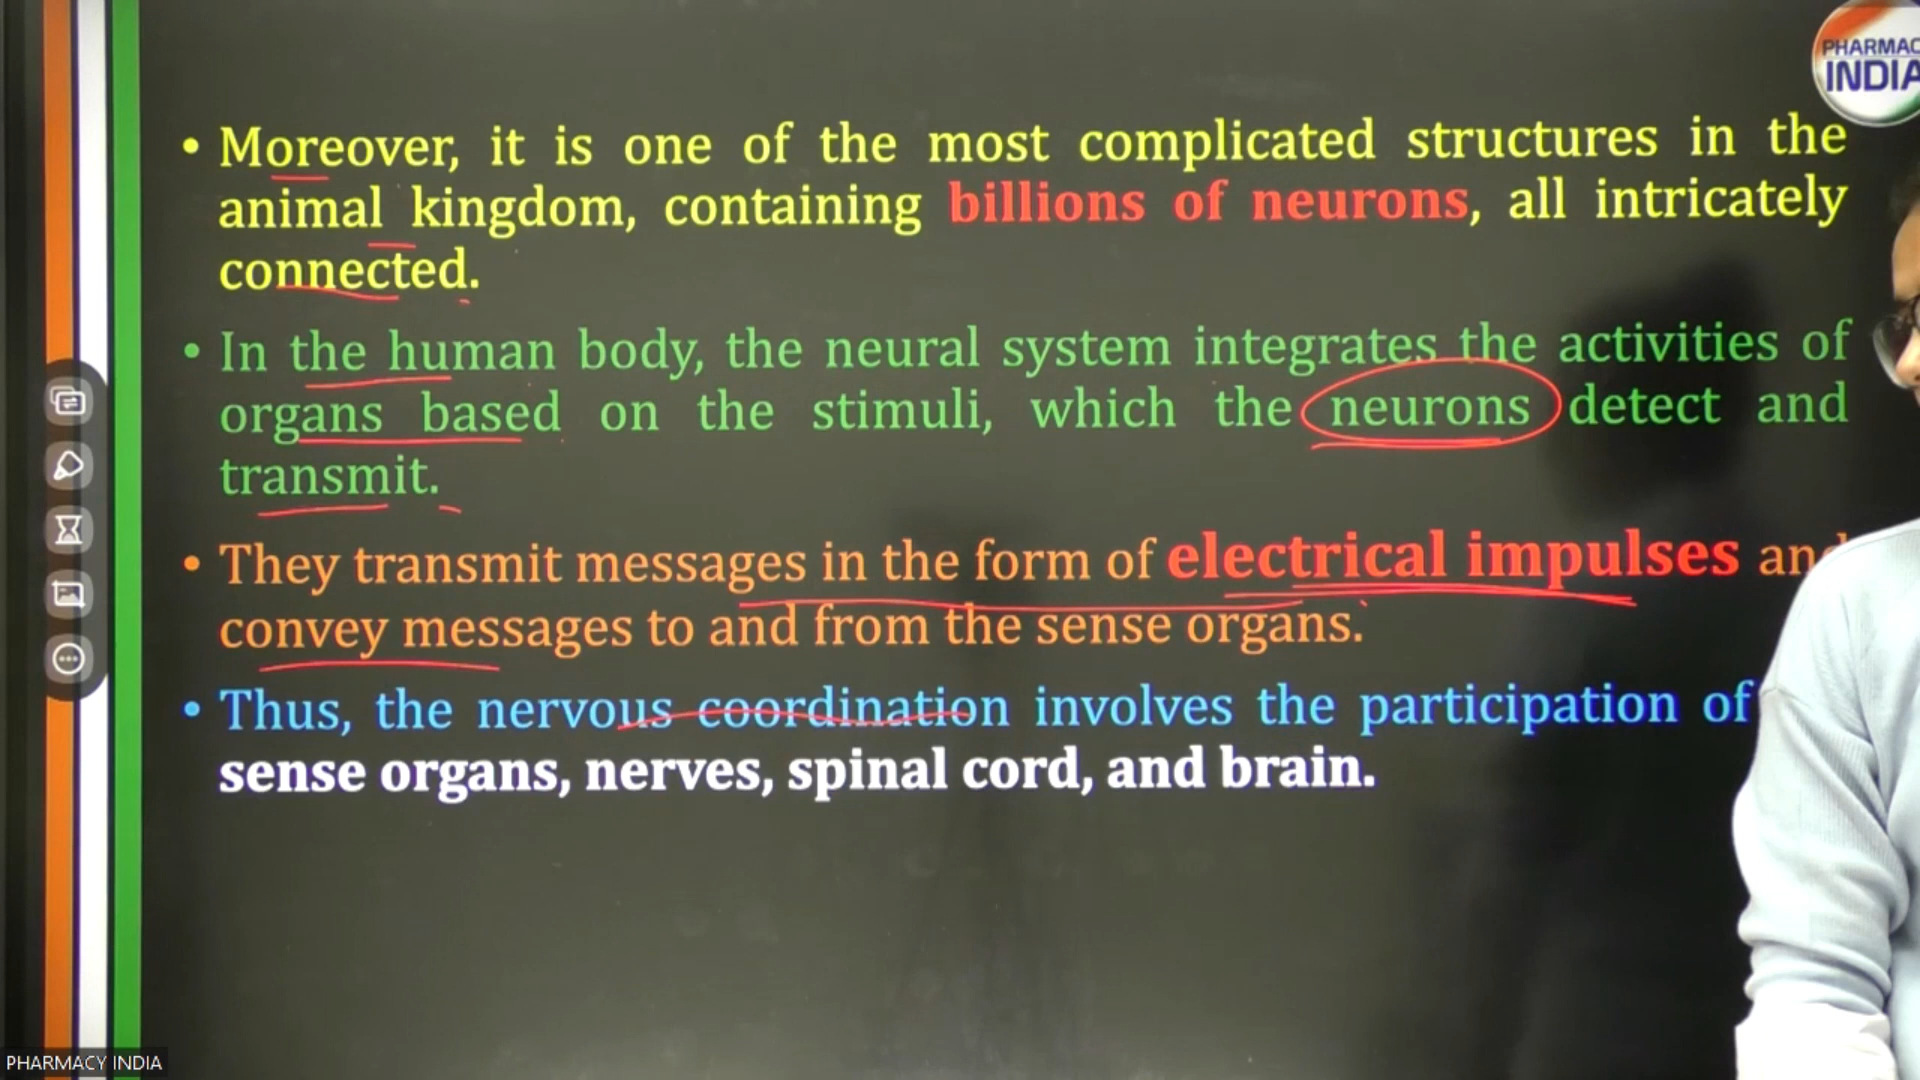 PHARMAC
INDIA
• Moreover, it is one of the most complicated structures in the
animal kingdom, containing billions of neurons, all intricately
connected.
• In the human body, the neural system integrates the activities of
organs based on the stimuli, which the neurons detect and
transmit.
• They transmit messages in the form of electrical impulses and
convey messages to and from the sense organs.
• Thus, the nervous coordination involves the participation of
sense organs, nerves, spinal cord, and brain.
PHARMACY INDIA